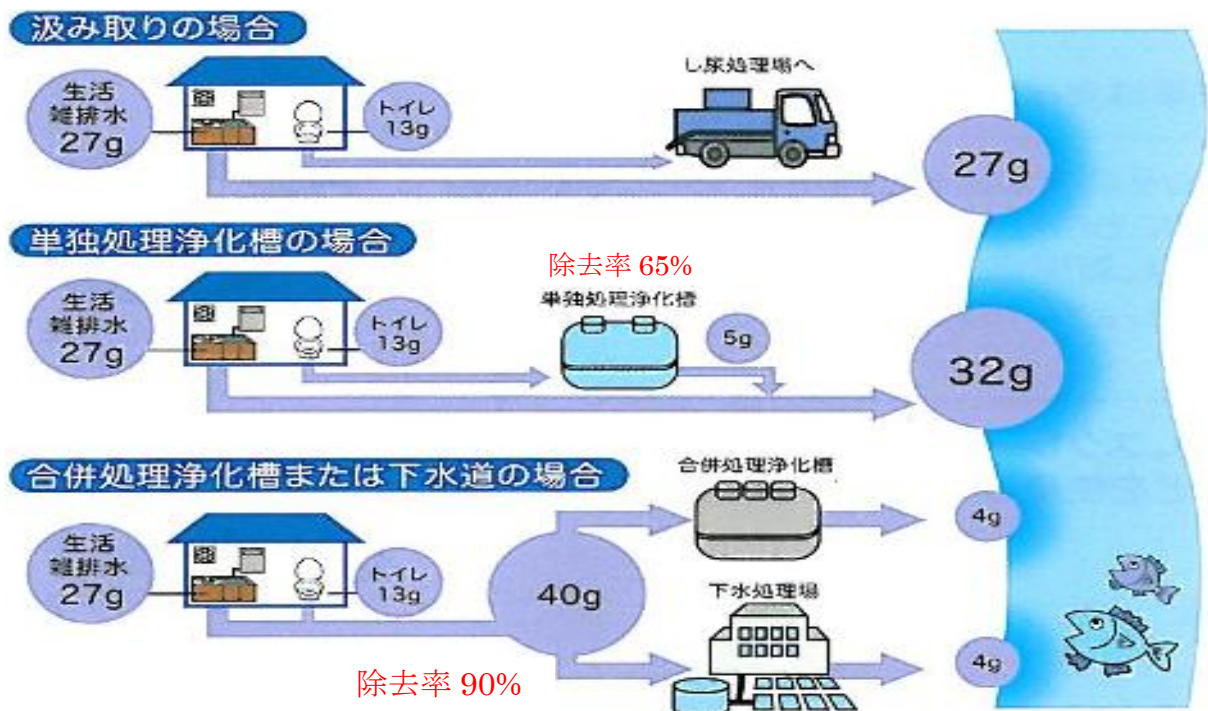 汲み取りの場合
生活
雑排水
27g
トイレ
13g
し尿処理場へ
27g
単独処理浄化槽の場合
除去率 65%
生活
雑排水
27g
トイレ
13g
単独処理浄化槽
5g
32g
合併処理浄化槽または下水道の場合
生活
雑排水
27g
トイレ
13g
40g
合併処理浄化槽
4g
下水処理場
4g
除去率 90%